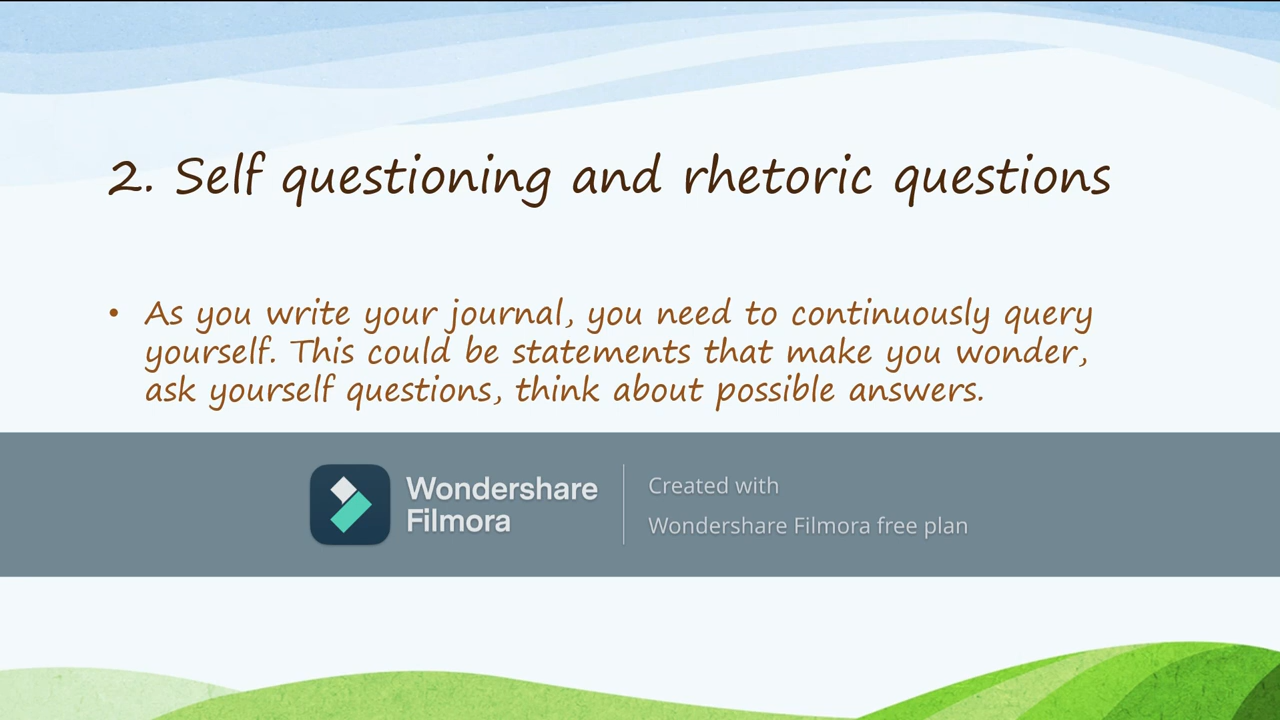 2. Self questioning and rhetoric questions
• As you write your journal, you need to continuously query
yourself. This could be statements that make you wonder,
ask yourself questions, think about possible answers.
Wondershare
Filmora
Created with
Wondershare Filmora free plan